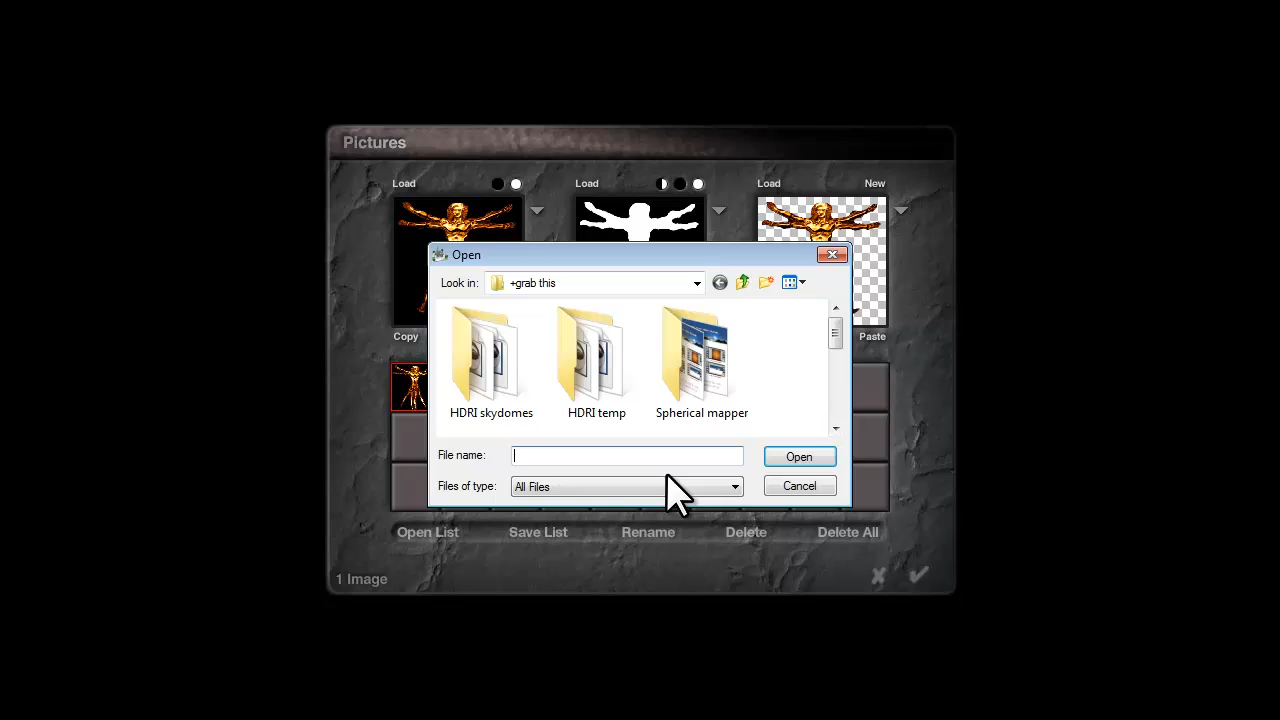 Pictures
Load
Load
Load New
Open
Look in: +grab this
Copy
Paste
HDRI skydomes
HDRI temp
Spherical mapper
File name:
Open
Files of type: All Files
Cancel
Open List Save List Rename Delete Delete All
1 Image